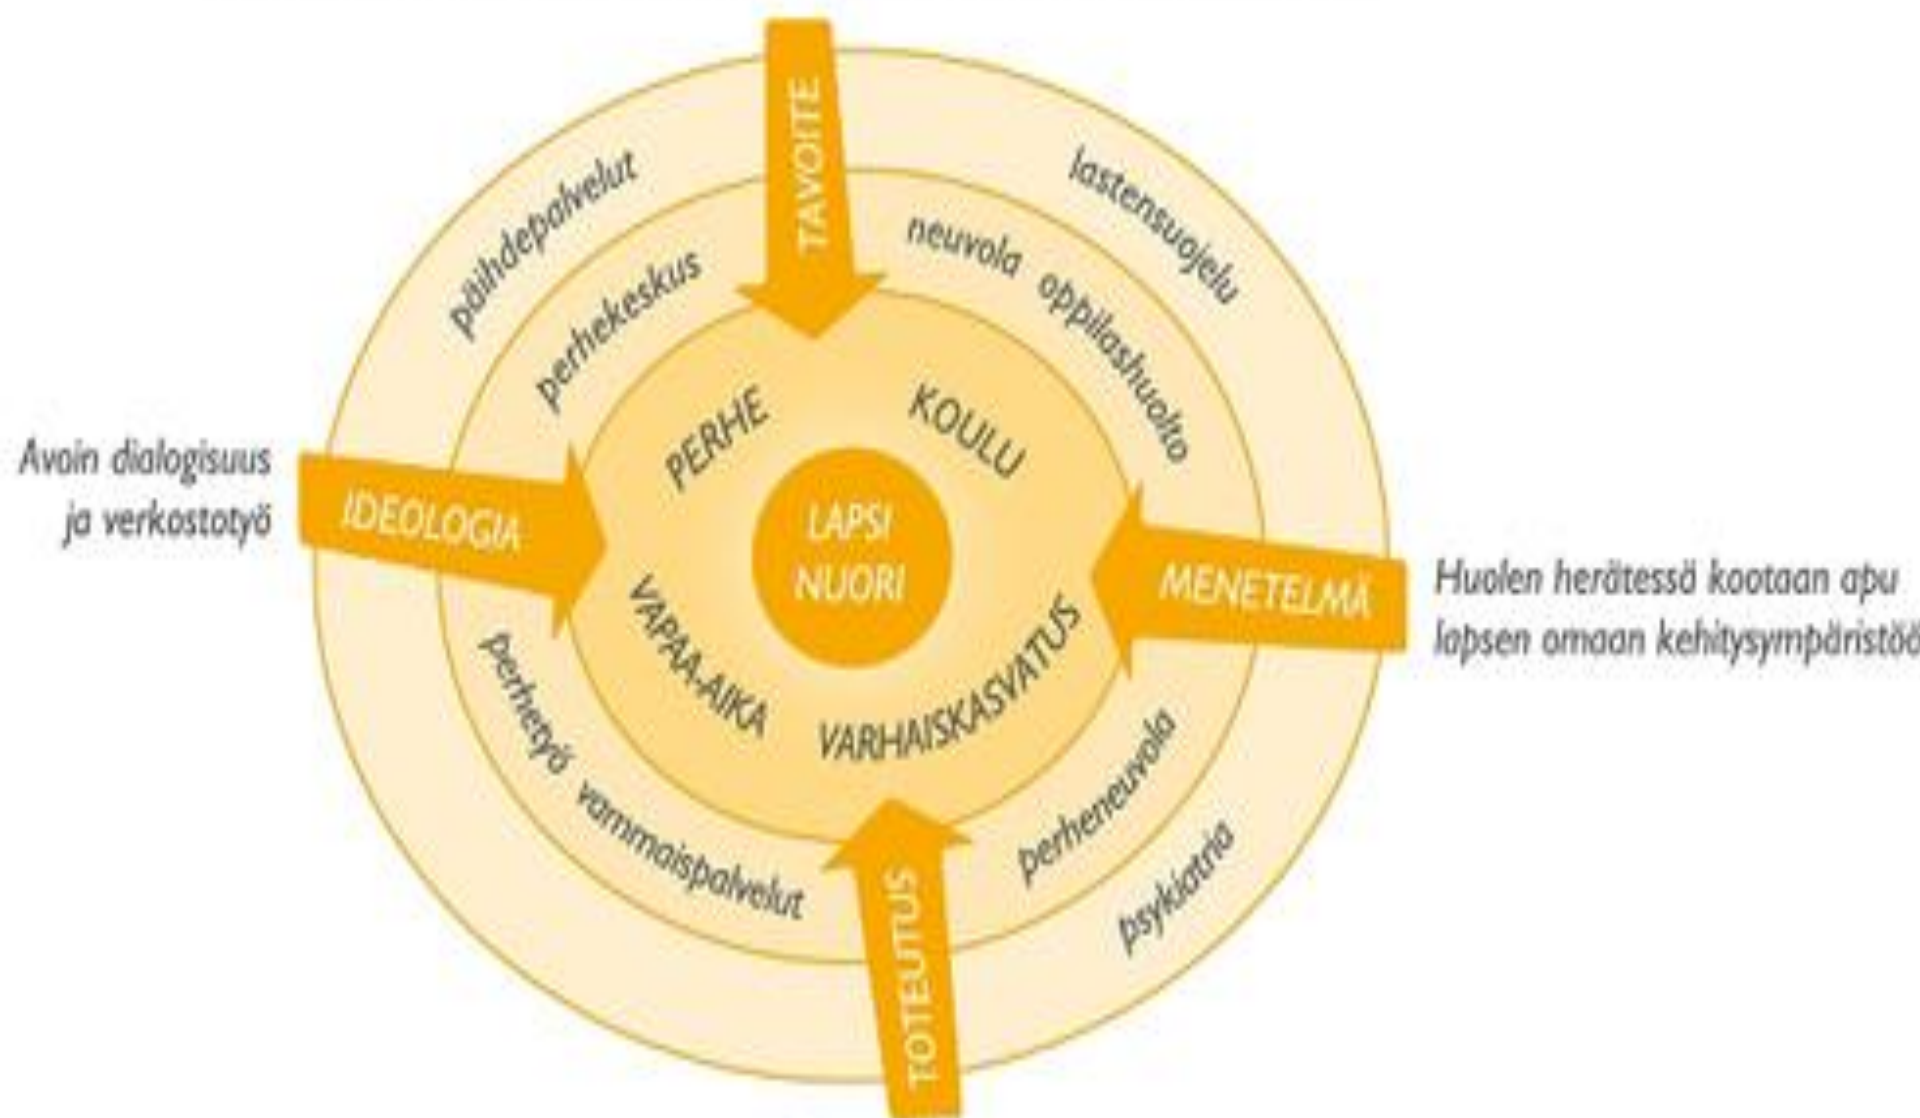 TAVOITE
päihdepalvelut
lastensuojelu
perhekeskus
neuvola oppilashuolto
PERHE
KOULU
Avoin dialogisuus
ja verkostotyö
IDEOLOGIA
LAPSI
NUORI
MENETELMÄ
Huolen herätessä kootaan apu
lapsen omaan kehitysympäristöö
VAPAA-AIKA
VARHAISKASVATUS
perhetyö vammaispalvelut
perheneuvola
psykiatria
TOTEUTUS